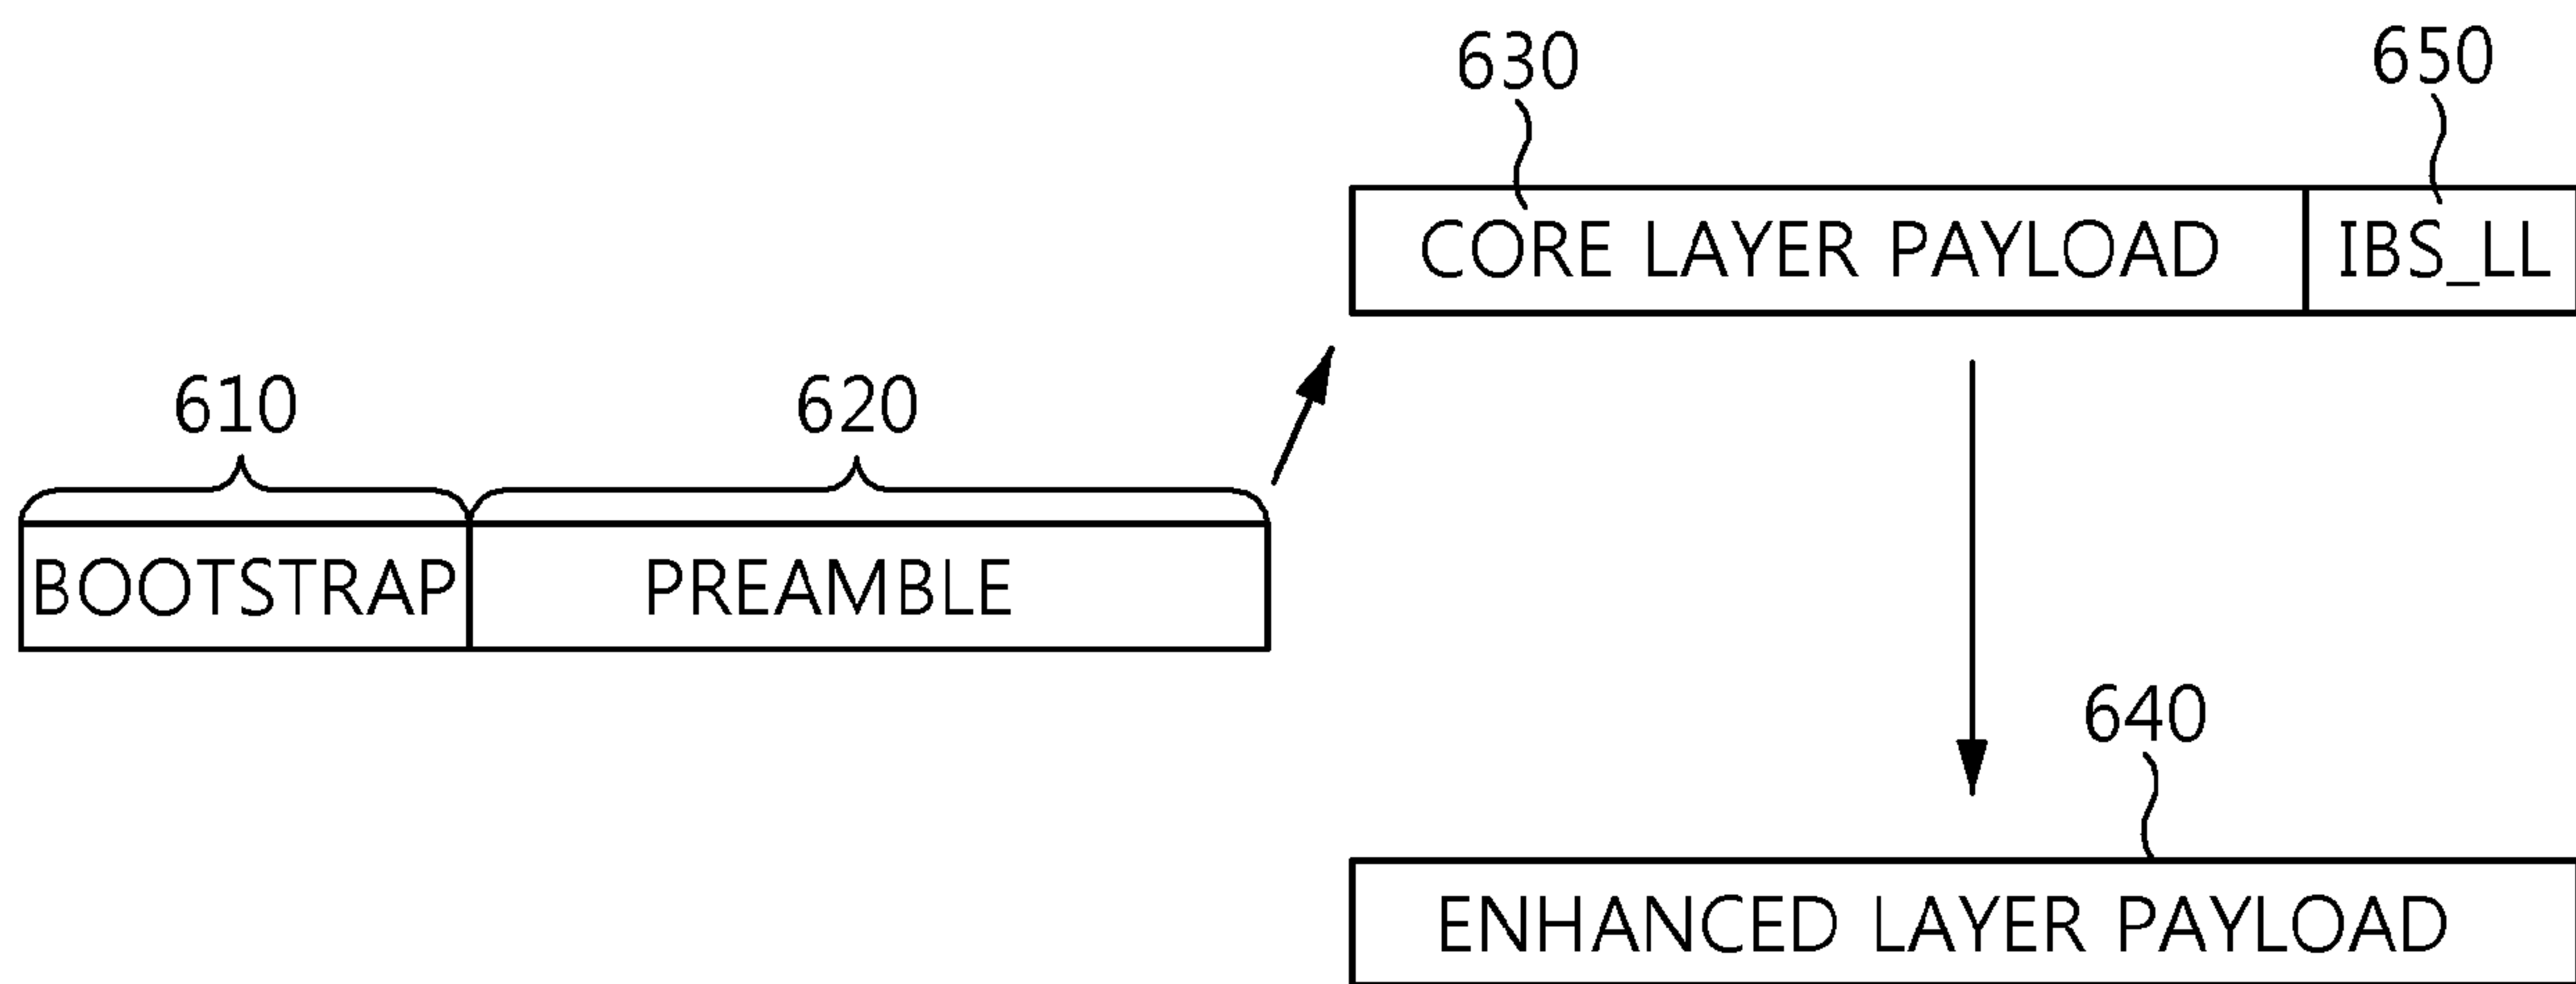 630
650
CORE LAYER PAYLOAD
IBS_LL
610
620
BOOTSTRAP
PREAMBLE
640
ENHANCED LAYER PAYLOAD